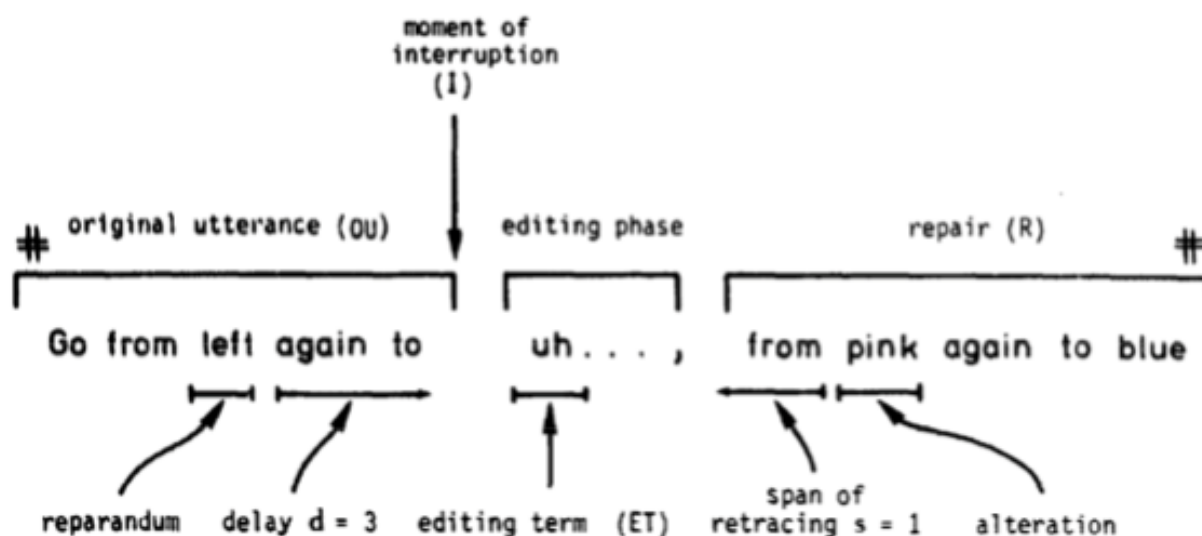 moment of
interruption
(I)
# original utterance (OU) editing phase repair (R) #
Go from left again to uh..., from pink again to blue
reparandum delay d = 3 editing term (ET) span of
retracing s = 1 alteration